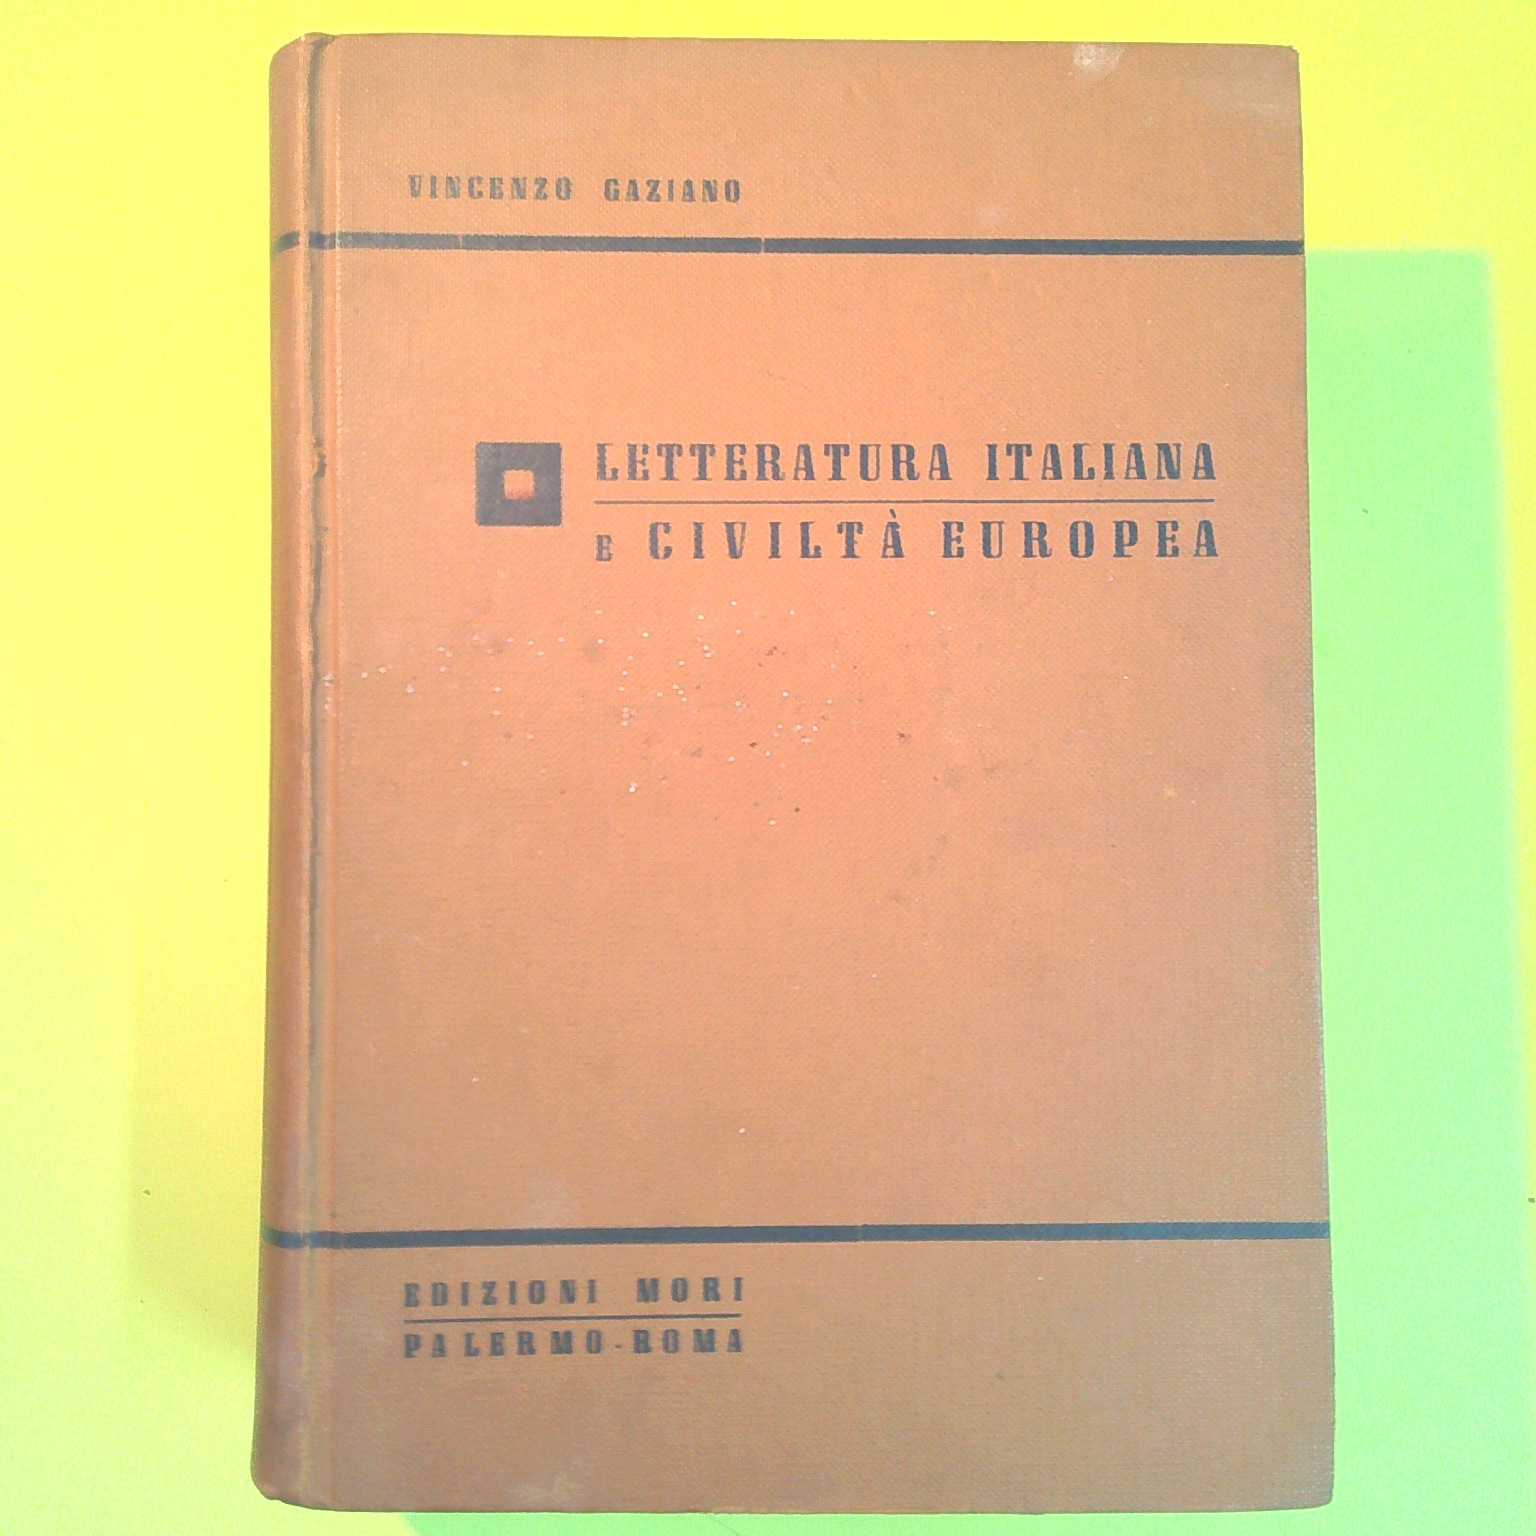 VINCENZO GAZIANO
LETTERATURA ITALIANA
E CIVILTÀ EUROPEA
EDIZIONI MORI
PALERMO-ROMA